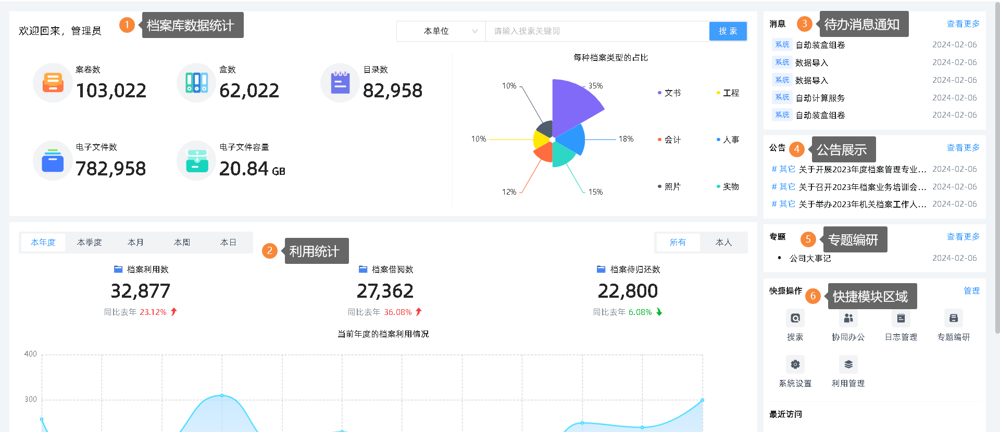 欢迎回来，管理员
1 档案库数据统计
本单位
请输入搜索关键词
搜 索
案卷数
103,022
盒数
62,022
目录数
82,958
电子文件数
782,958
电子文件容量
20.84 GB
每种档案类型的占比
10%
35%
10%
18%
12%
15%
文书
工程
会计
人事
照片
实物
本年度
本季度
本月
本周
本日
2 利用统计
所有
本人
档案利用数
32,877
同比去年 23.12%
档案借阅数
27,362
同比去年 36.08%
档案待归还数
22,800
同比去年 6.08%
当前年度的档案利用情况
400
300
消息
3 待办消息通知
查看更多
系统 自动装盒组卷 2024-02-06
系统 数据导入 2024-02-06
系统 数据导入 2024-02-06
系统 自动计算服务 2024-02-06
系统 自动装盒组卷 2024-02-06
公告
4 公告展示
查看更多
# 其它 关于开展2023年度档案管理专业... 2024-02-06
# 其它 关于召开2023年档案业务培训会... 2024-02-06
# 其它 关于举办2023年机关档案工作人... 2024-02-06
专题
5 专题编研
查看更多
• 公司大事记 2024-02-06
快捷操作
6 快捷模块区域
管理
搜索
协同办公
日志管理
专题编研
系统设置
利用管理
最近访问